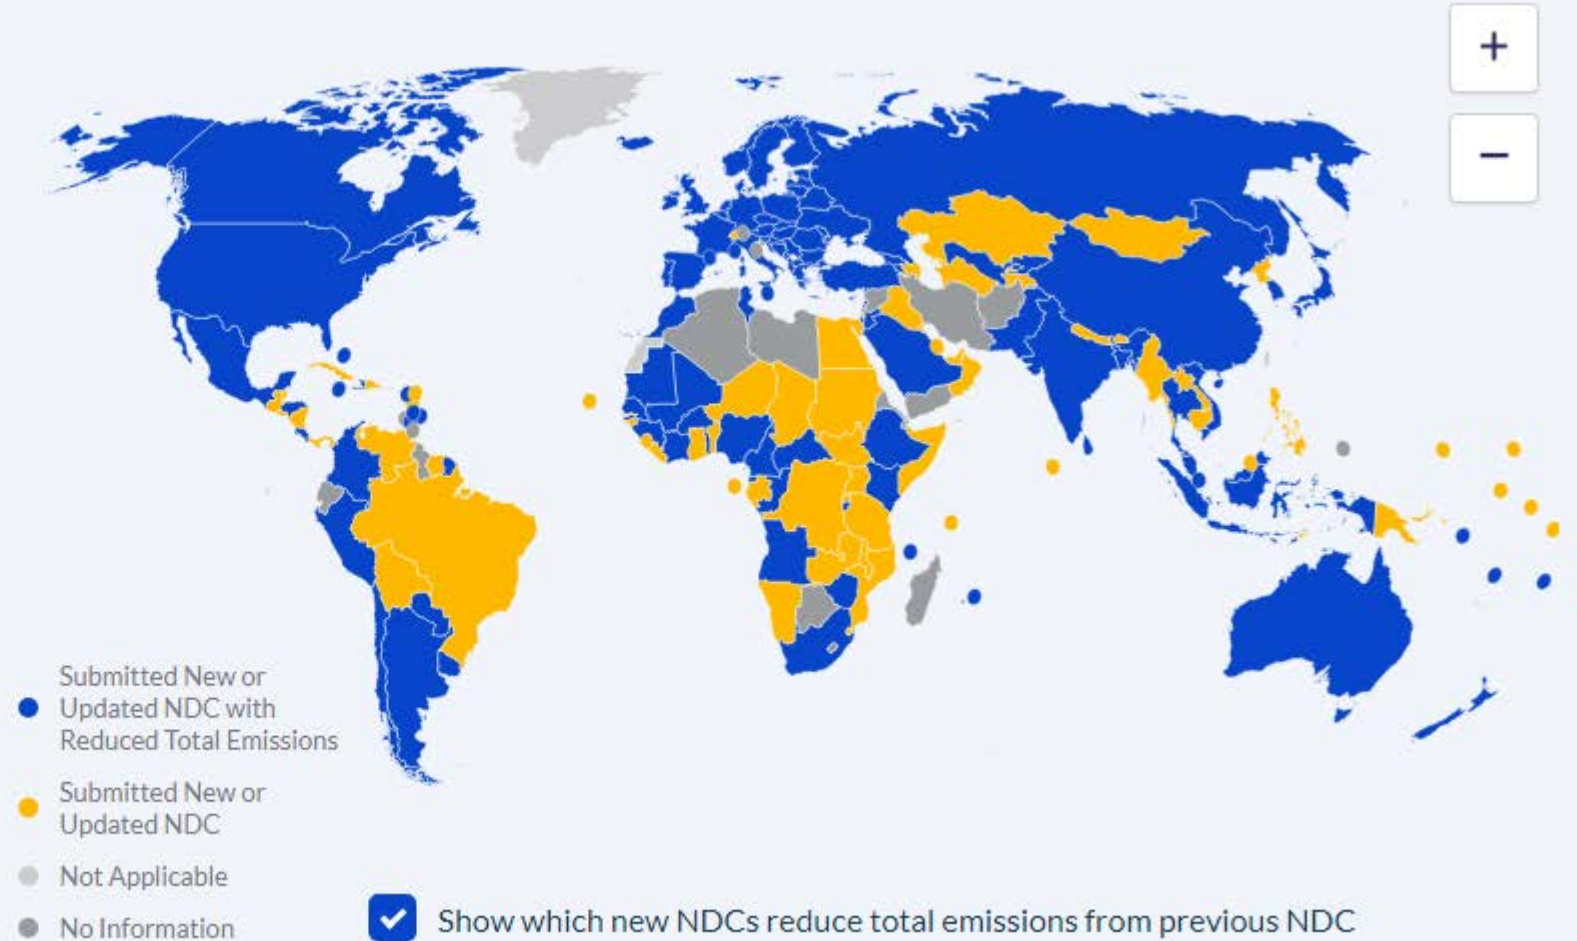 +
−
Submitted New or
Updated NDC with
Reduced Total Emissions
Submitted New or
Updated NDC
Not Applicable
No Information
Show which new NDCs reduce total emissions from previous NDC